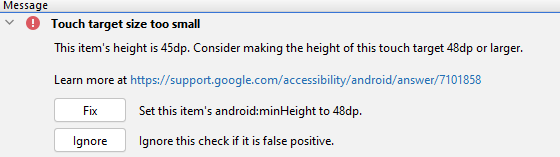 Message
Touch target size too small
This item's height is 45dp. Consider making the height of this touch target 48dp or larger.
Learn more at https://support.google.com/accessibility/android/answer/7101858
Fix Set this item's android:minHeight to 48dp.
Ignore Ignore this check if it is false positive.